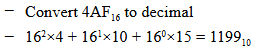 – Convert 4AF₁₆ to decimal
– 16²×4 + 16¹×10 + 16⁰×15 = 1199₁₀